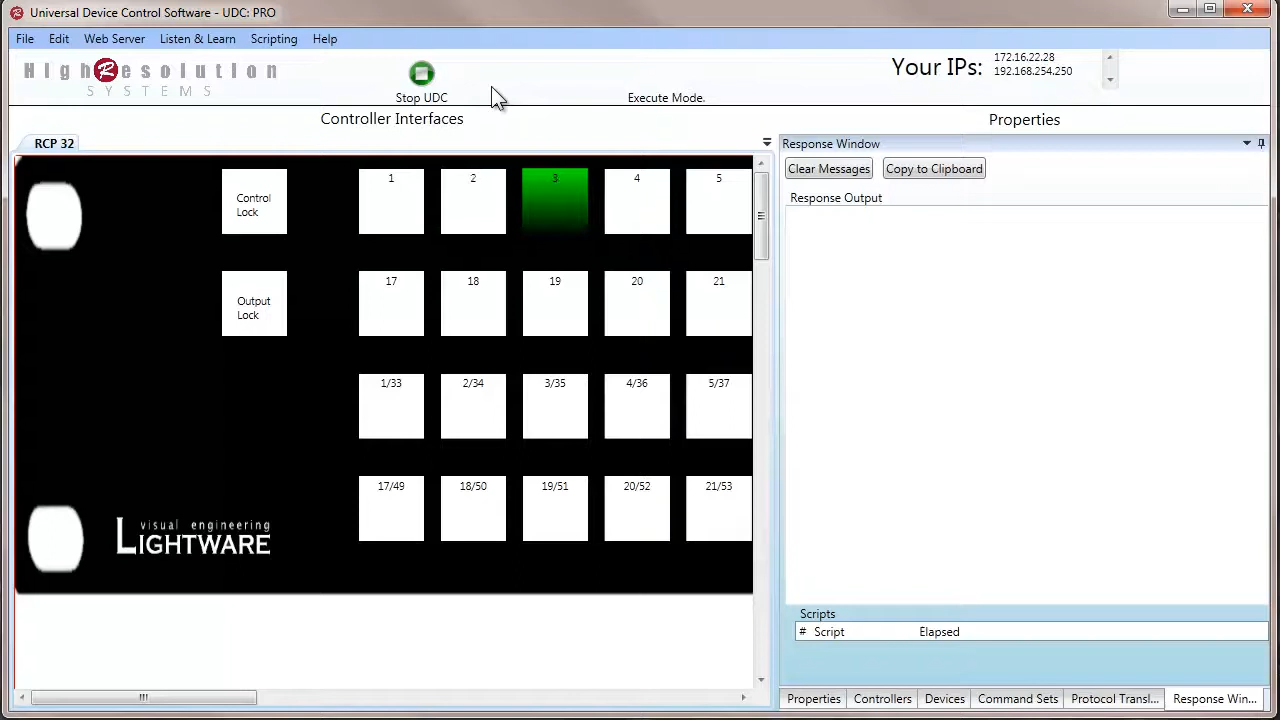 Universal Device Control Software - UDC: PRO
File Edit Web Server Listen & Learn Scripting Help
HighResolution
SYSTEMS
Stop UDC
Execute Mode.
Your IPs:
172.16.22.28
192.168.254.250
Controller Interfaces
Properties
RCP 32
Response Window
Clear Messages Copy to Clipboard
Response Output
Control
Lock
1 2 3 4 5
Output
Lock
17 18 19 20 21
1/33 2/34 3/35 4/36 5/37
17/49 18/50 19/51 20/52 21/53
visual engineering
LIGHTWARE
Scripts
# Script Elapsed
Properties Controllers Devices Command Sets Protocol Transl... Response Win...